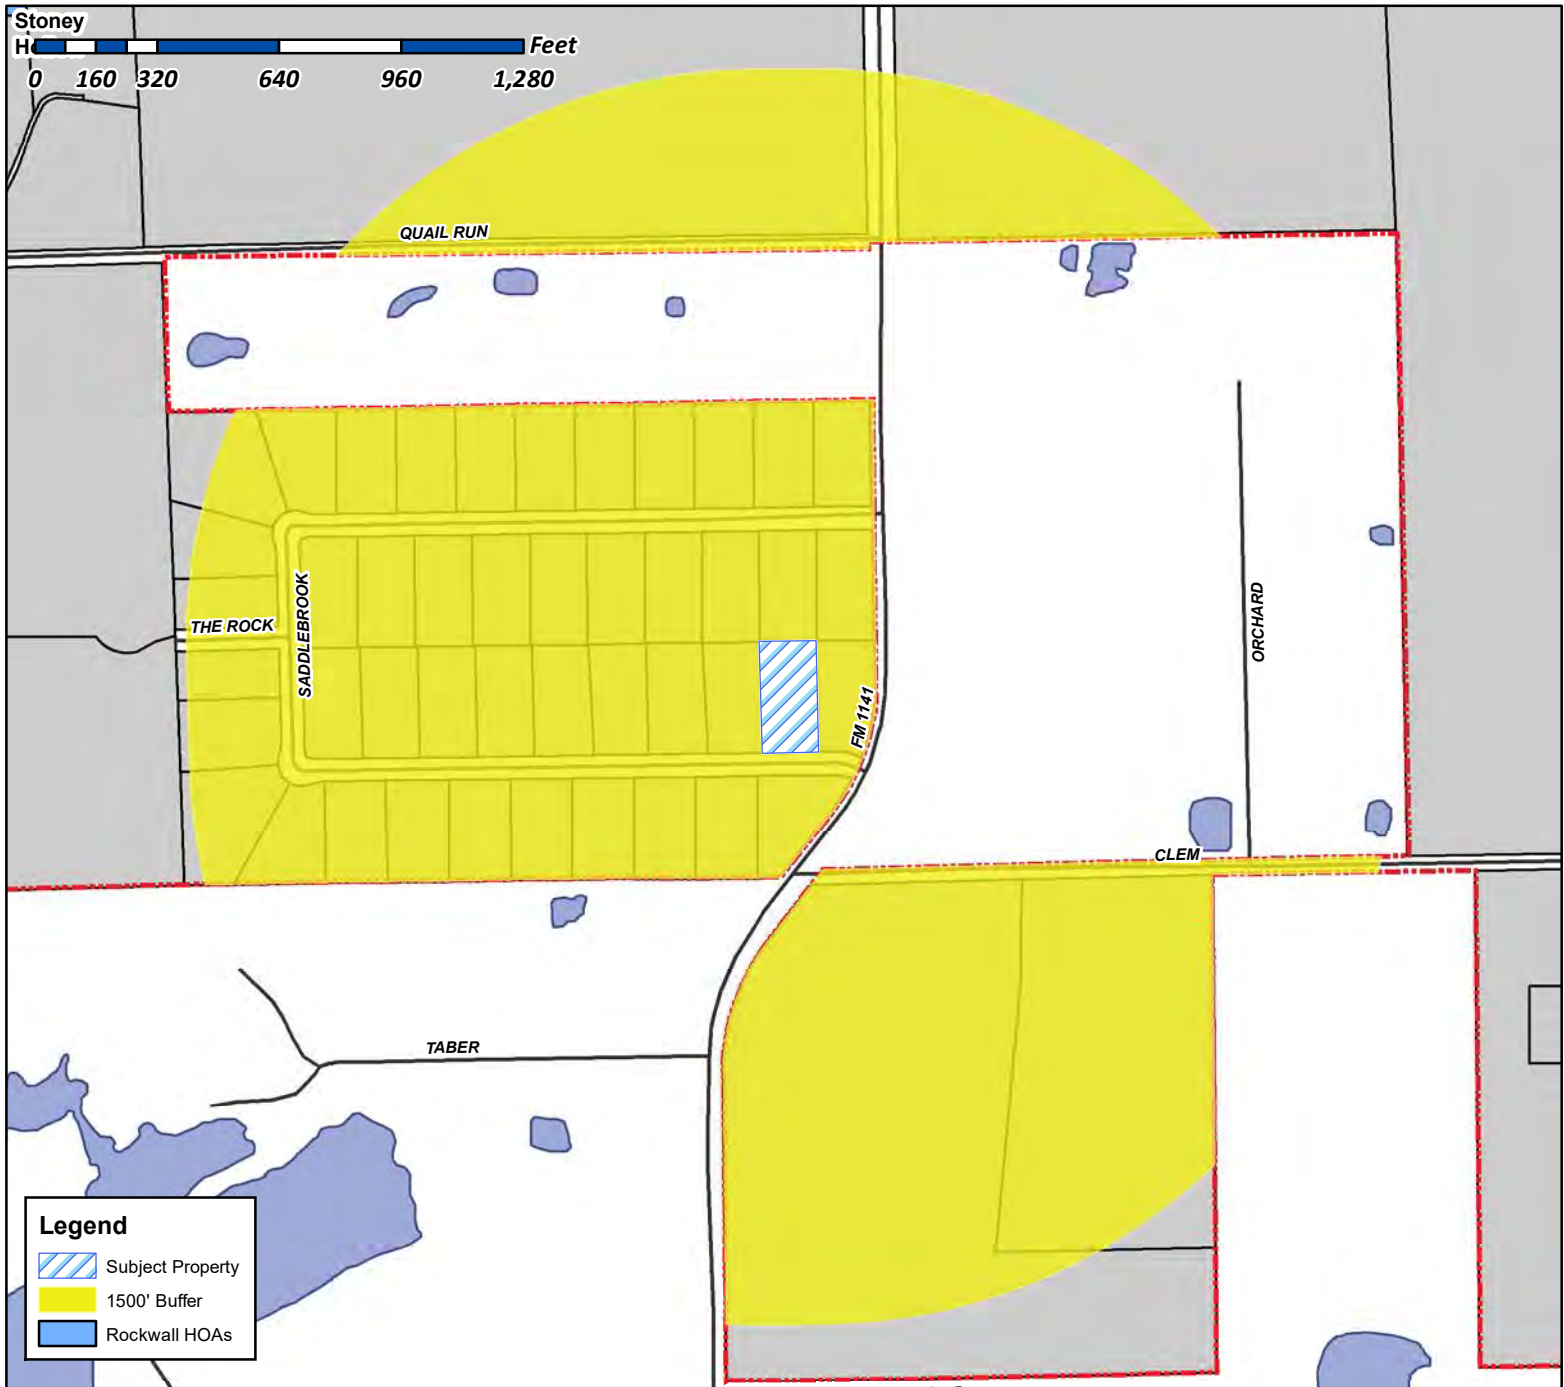 Stoney
Feet
0 160 320 640 960 1,280
QUAIL RUN
SADDLEBROOK
THE ROCK
ORCHARD
FM 1141
CLEM
TABER
Legend
Subject Property
1500' Buffer
Rockwall HOAs